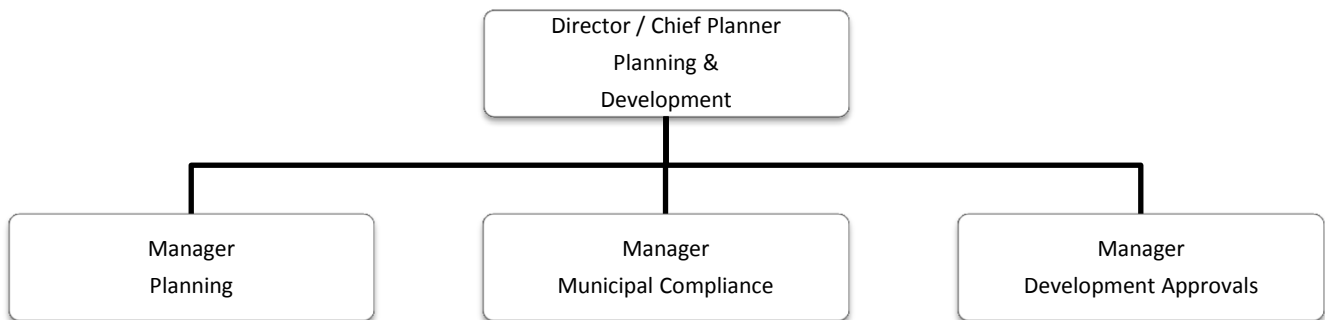 Director / Chief Planner
Planning &
Development
Manager
Planning
Manager
Municipal Compliance
Manager
Development Approvals